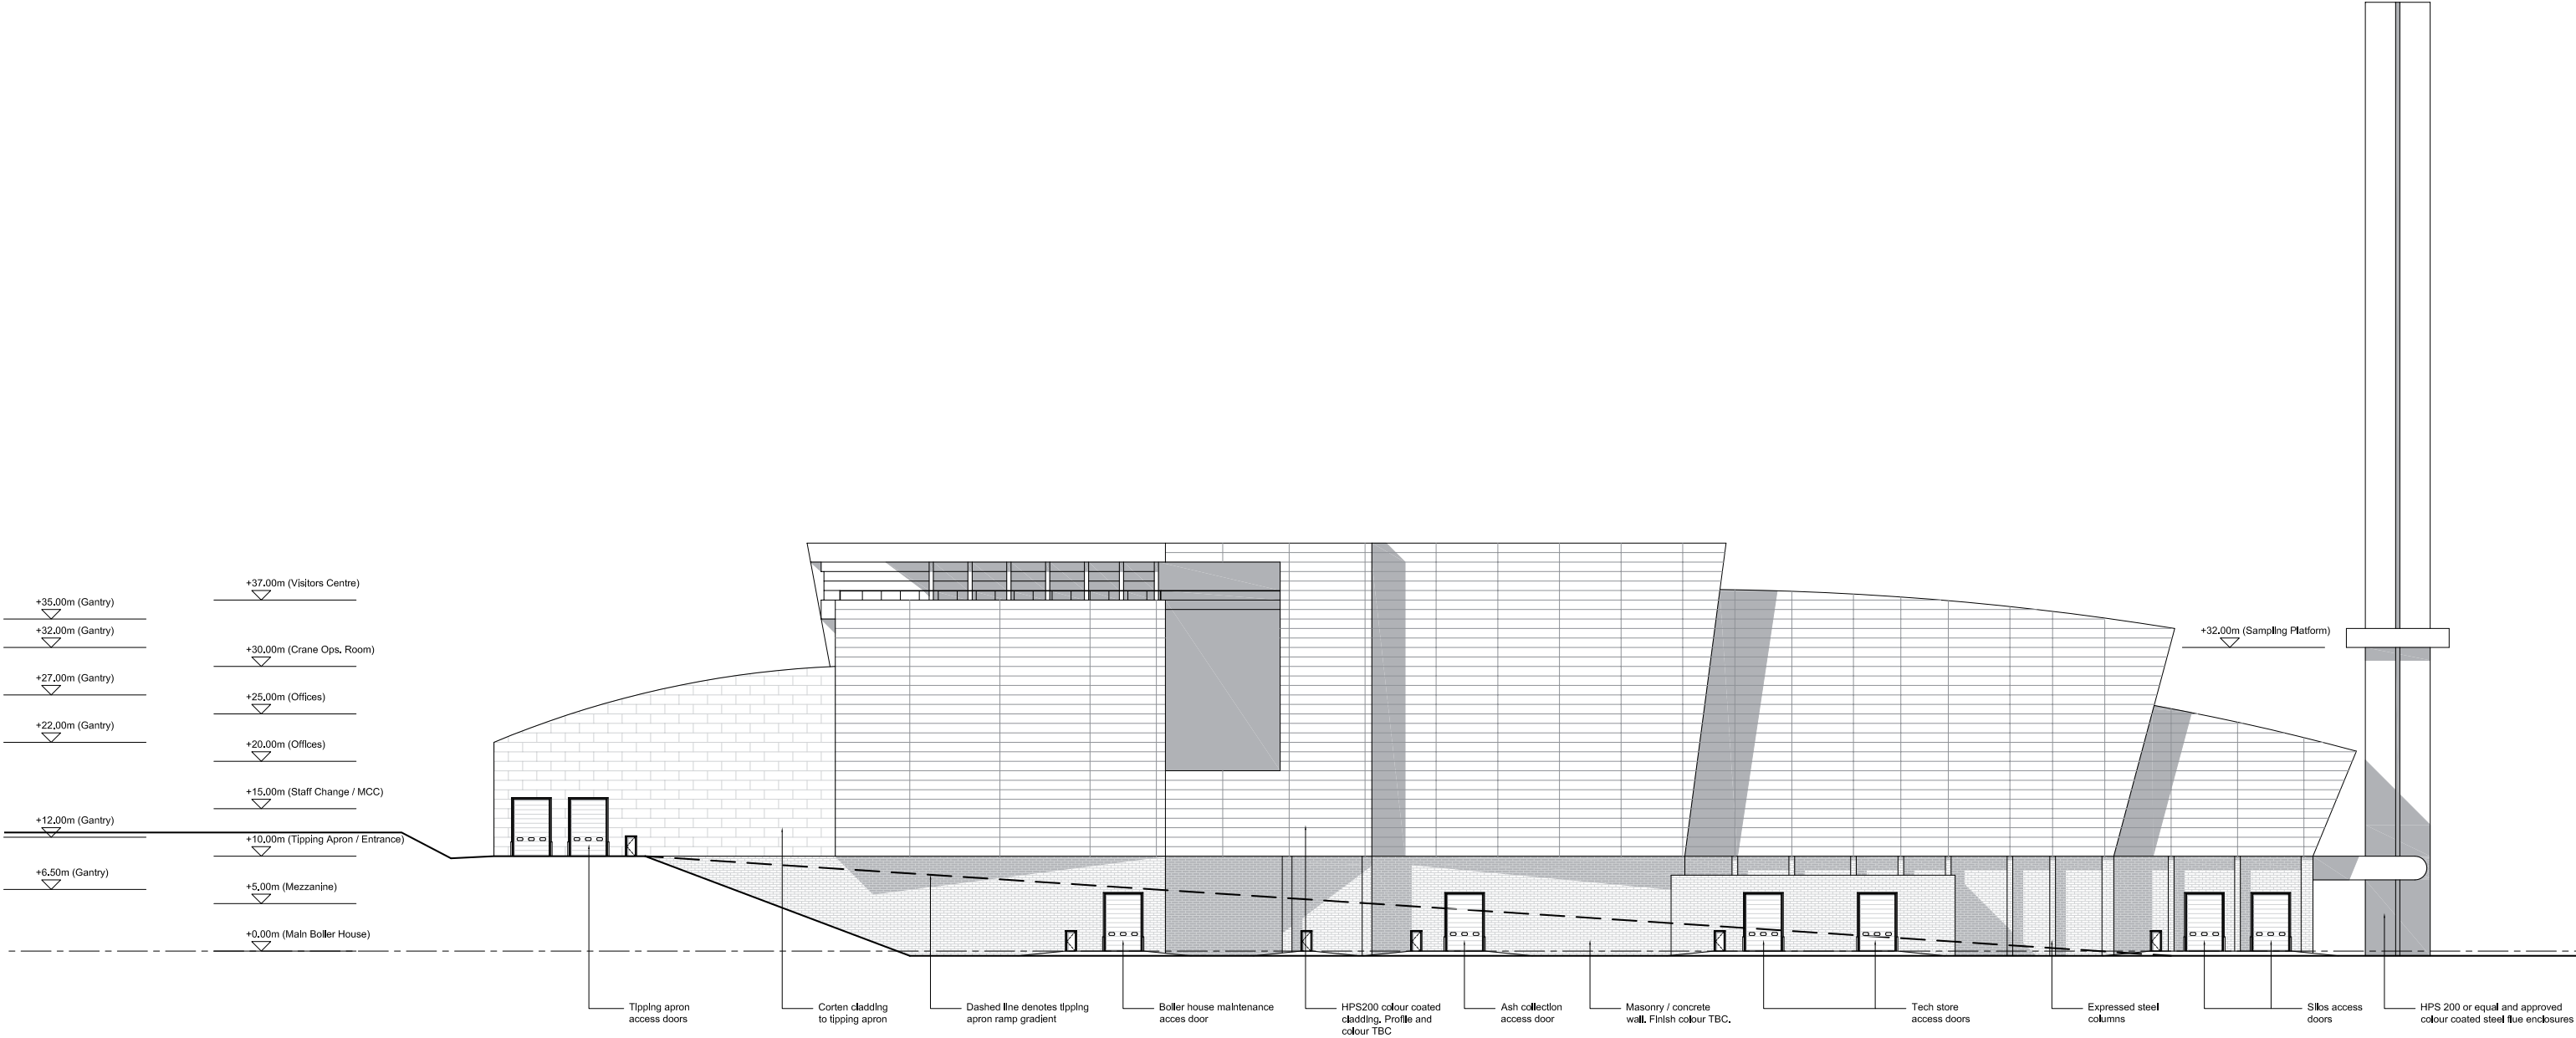 +35.00m (Gantry)
+32.00m (Gantry)
+27.00m (Gantry)
+22.00m (Gantry)
+12.00m (Gantry)
+6.50m (Gantry)
+37.00m (Visitors Centre)
+30.00m (Crane Ops. Room)
+25.00m (Offices)
+20.00m (Offices)
+15.00m (Staff Change / MCC)
+10.00m (Tipping Apron / Entrance)
+5.00m (Mezzanine)
+0.00m (Main Boiler House)
+32.00m (Sampling Platform)
Tipping apron
access doors
Corten cladding
to tipping apron
Dashed line denotes tipping
apron ramp gradient
Boiler house maintenance
acces door
HPS200 colour coated
cladding. Profile and
colour TBC
Ash collection
access door
Masonry / concrete
wall. Finish colour TBC.
Tech store
access doors
Expressed steel
columns
Silos access
doors
HPS 200 or equal and approved
colour coated steel flue enclosures